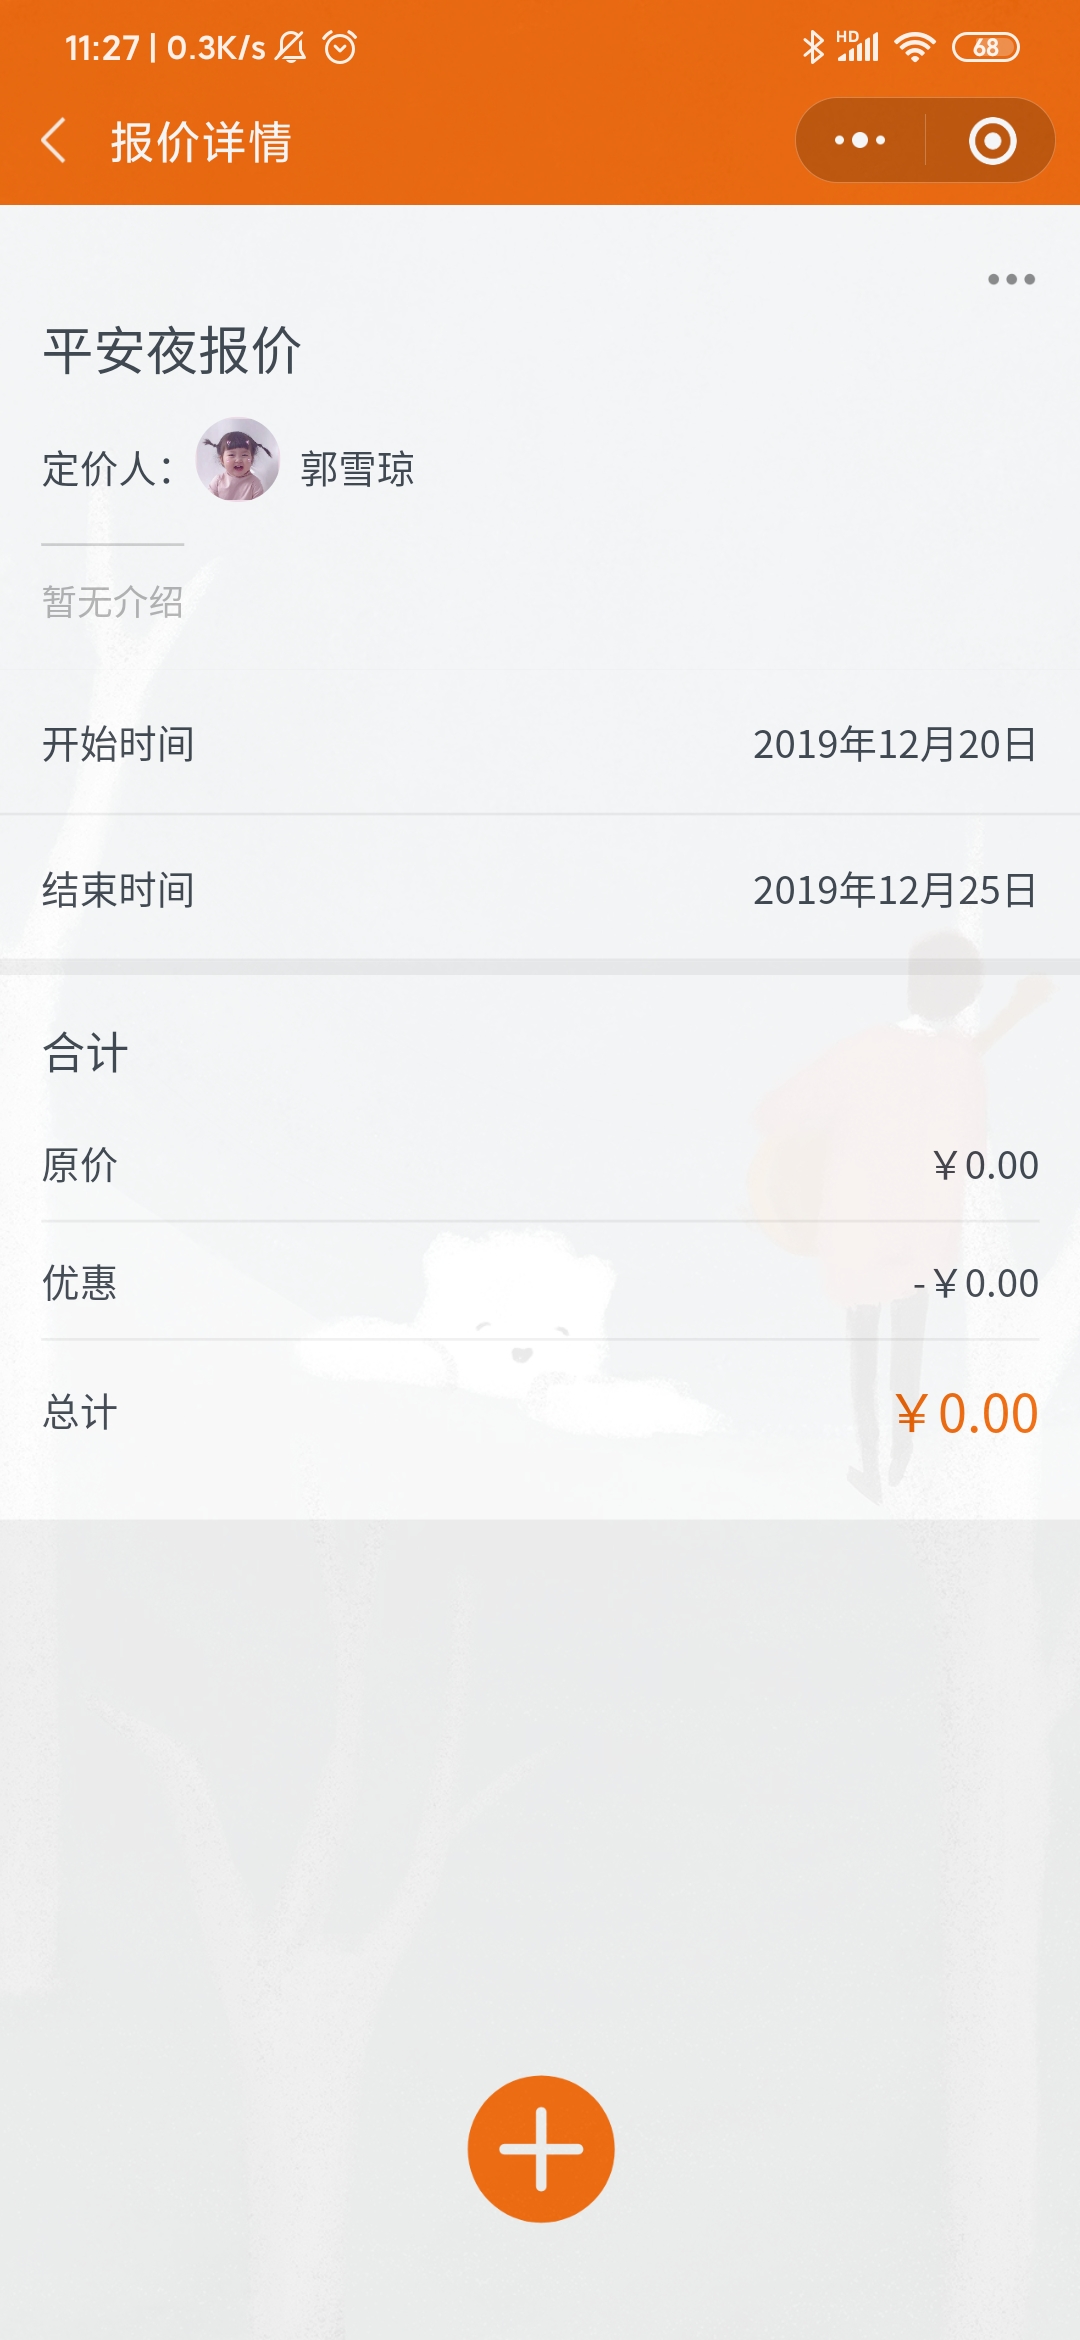 11:27 | 0.3K/s HD 68
报价详情
平安夜报价
定价人： 郭雪琼
暂无介绍
开始时间 2019年12月20日
结束时间 2019年12月25日
合计
原价 ￥0.00
优惠 -￥0.00
总计 ￥0.00